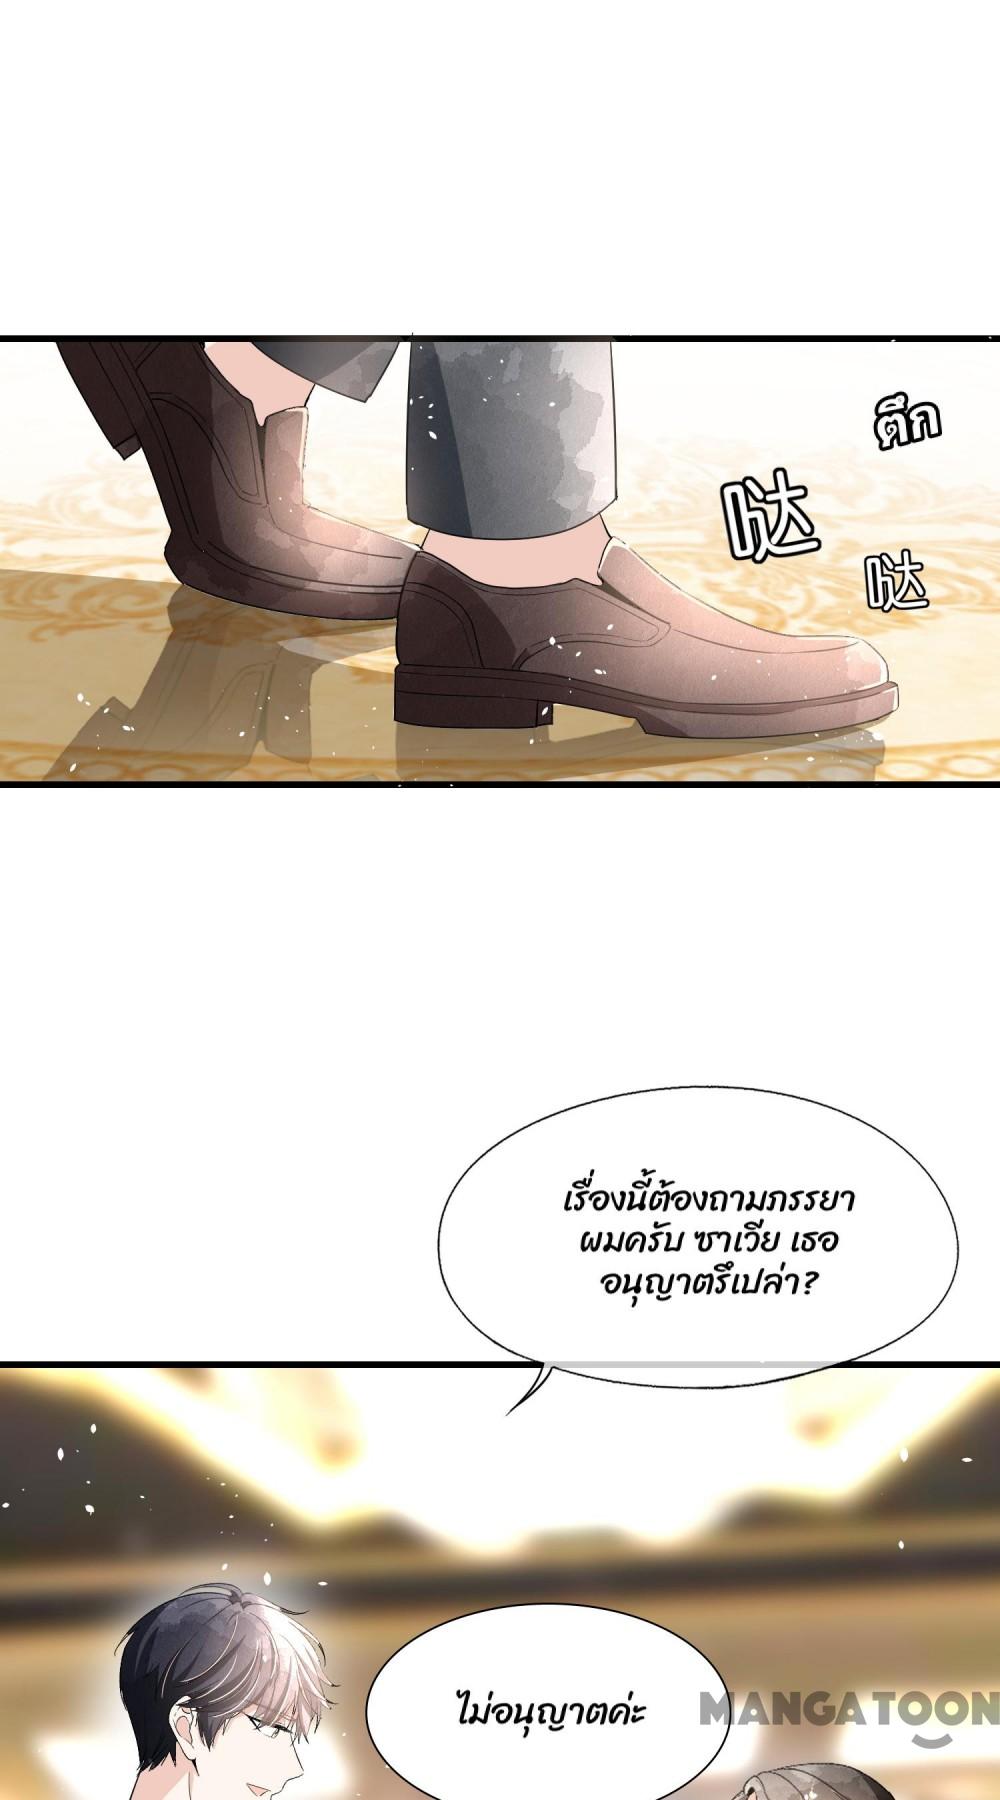 ตึก
哒
哒
เรื่องนี้ต้องถามภรรยา
ผมครับ ซาเวีย เธอ
อนุญาตรึเปล่า?
ไม่อนุญาตค่ะ
MANGATOON